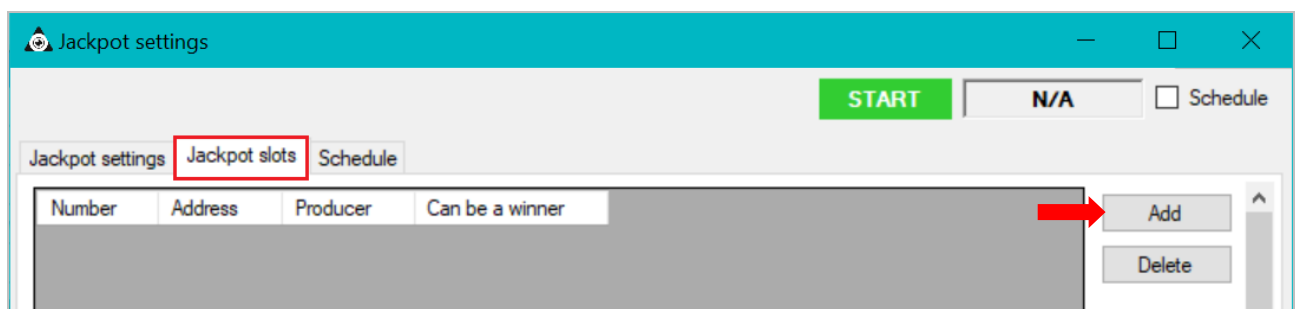 Jackpot settings
START N/A Schedule
Jackpot settings Jackpot slots Schedule
Number Address Producer Can be a winner
Add
Delete